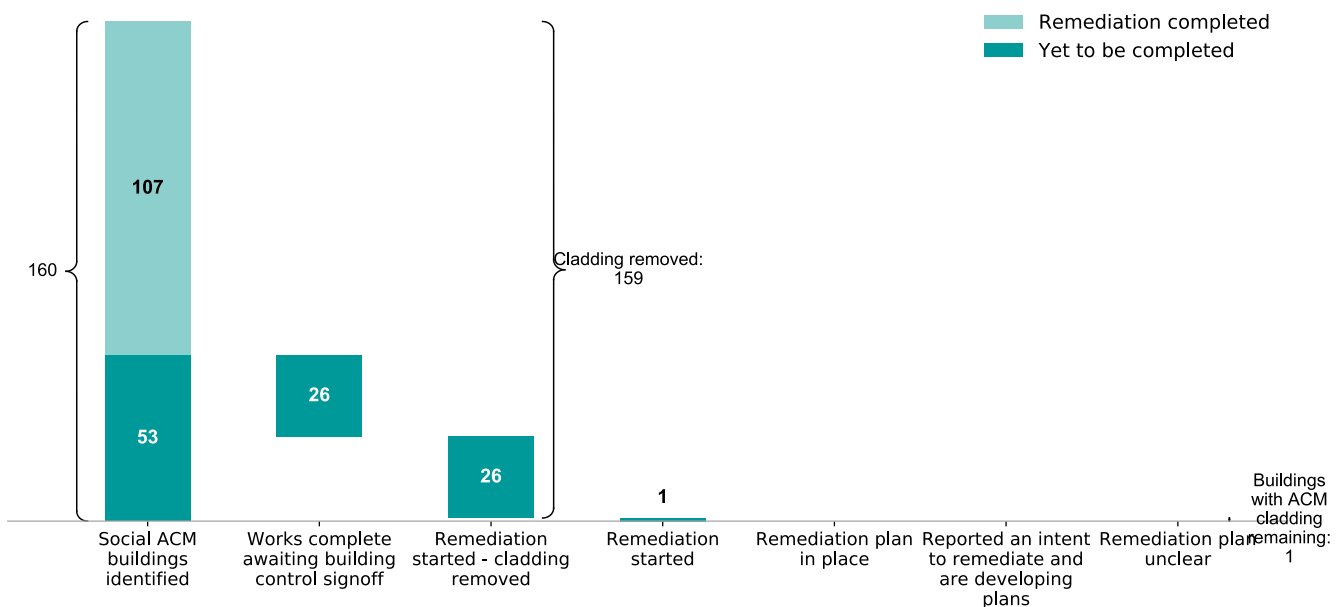 Remediation completed
Yet to be completed
107
160
Cladding removed:
159
53
26
26
1
Buildings
with ACM
cladding
remaining:
1
Social ACM
buildings
identified
Works complete
awaiting building
control signoff
Remediation
started - cladding
removed
Remediation
started
Remediation plan
in place
Reported an intent
to remediate and
are developing
plans
Remediation plan
unclear